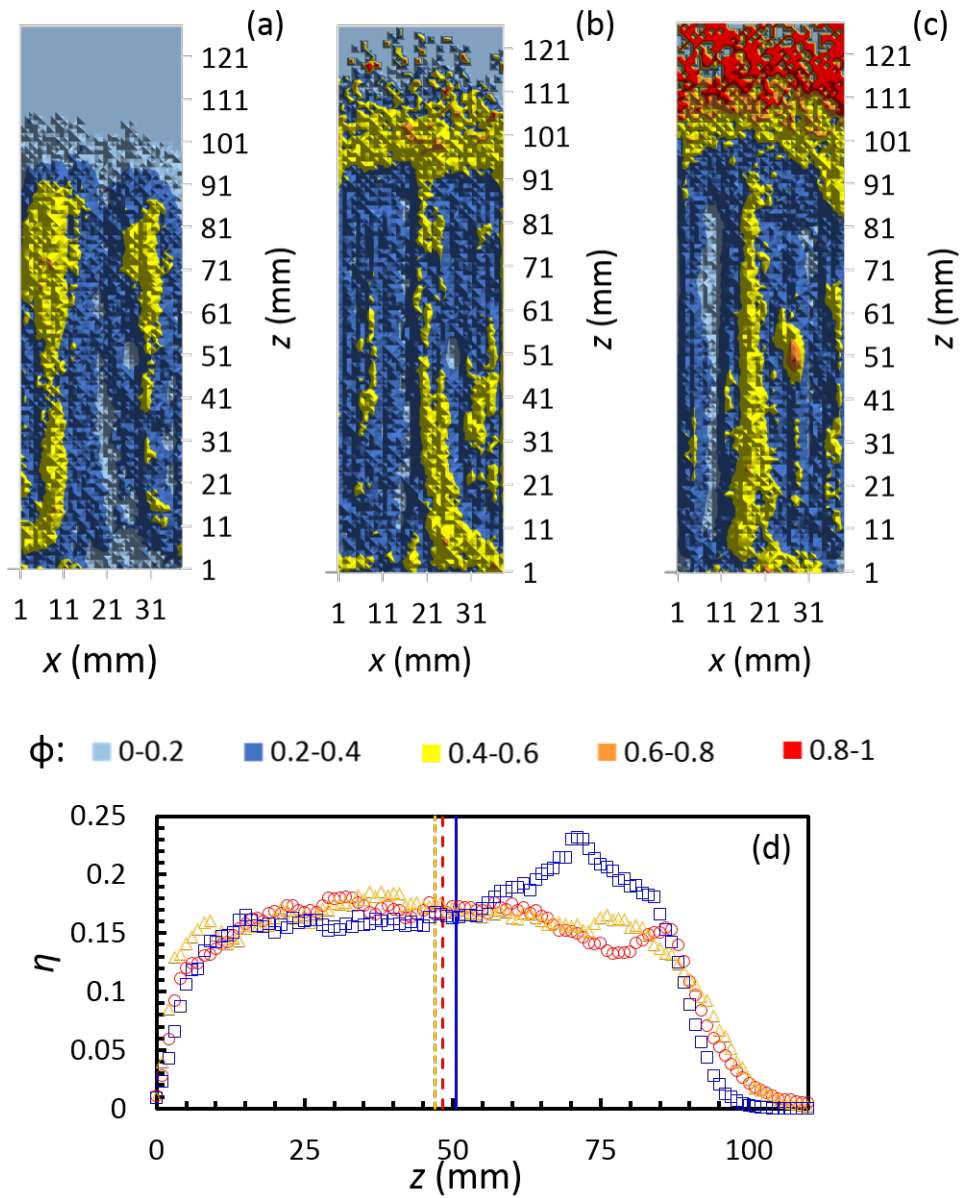 (a) (b) (c)
121 121 121
111 111 111
101 101 101
91 91 91
81 81 81
71 71 71
61 61 61
51 51 51
41 41 41
31 31 31
21 21 21
11 11 11
1 1 1
z (mm) z (mm) z (mm)
1 11 21 31 1 11 21 31 1 11 21 31
x (mm) x (mm) x (mm)
ϕ: 0-0.2 0.2-0.4 0.4-0.6 0.6-0.8 0.8-1
(d)
0.25
0.2
0.15
0.1
0.05
0
η
0 25 50 75 100
z (mm)